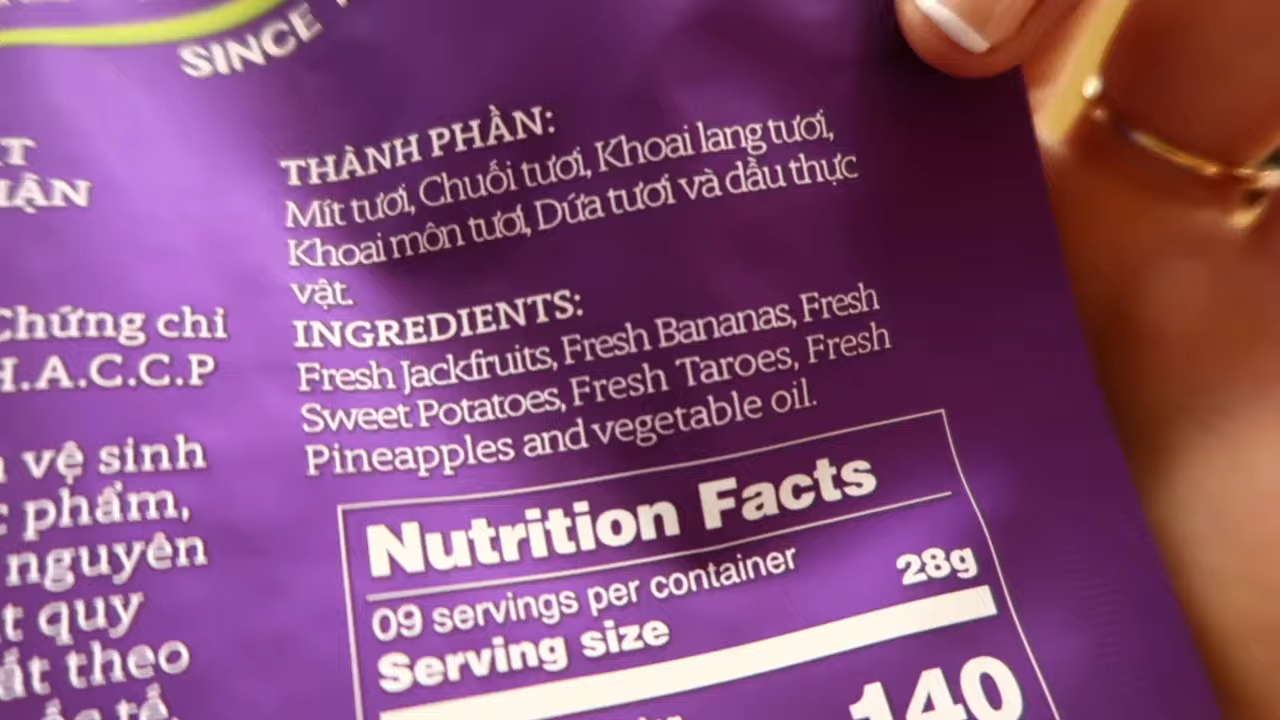 SINCE
THÀNH PHẦN:
Mít tươi, Chuối tươi, Khoai lang tươi,
Khoai môn tươi, Dứa tươi và dầu thực
vật.
INGREDIENTS:
Fresh Jackfruits, Fresh Bananas, Fresh
Sweet Potatoes, Fresh Taroes, Fresh
Pineapples and vegetable oil.
Nutrition Facts
09 servings per container
Serving size 28g
140
Chứng chỉ
H.A.C.C.P
vệ sinh
phẩm,
nguyên
quy
theo